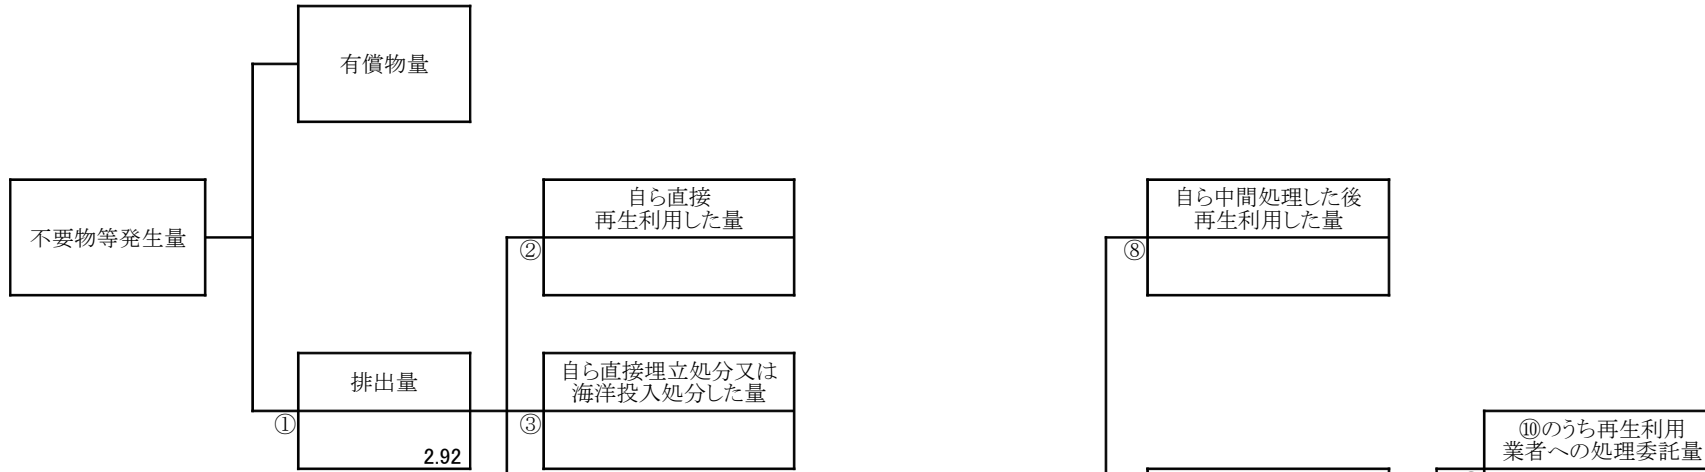 有償物量
不要物等発生量
自ら直接
再生利用した量
②
自ら中間処理した後
再生利用した量
⑧
排出量
①
2.92
自ら直接埋立処分又は
海洋投入処分した量
③
⑩のうち再生利用
業者への処理委託量